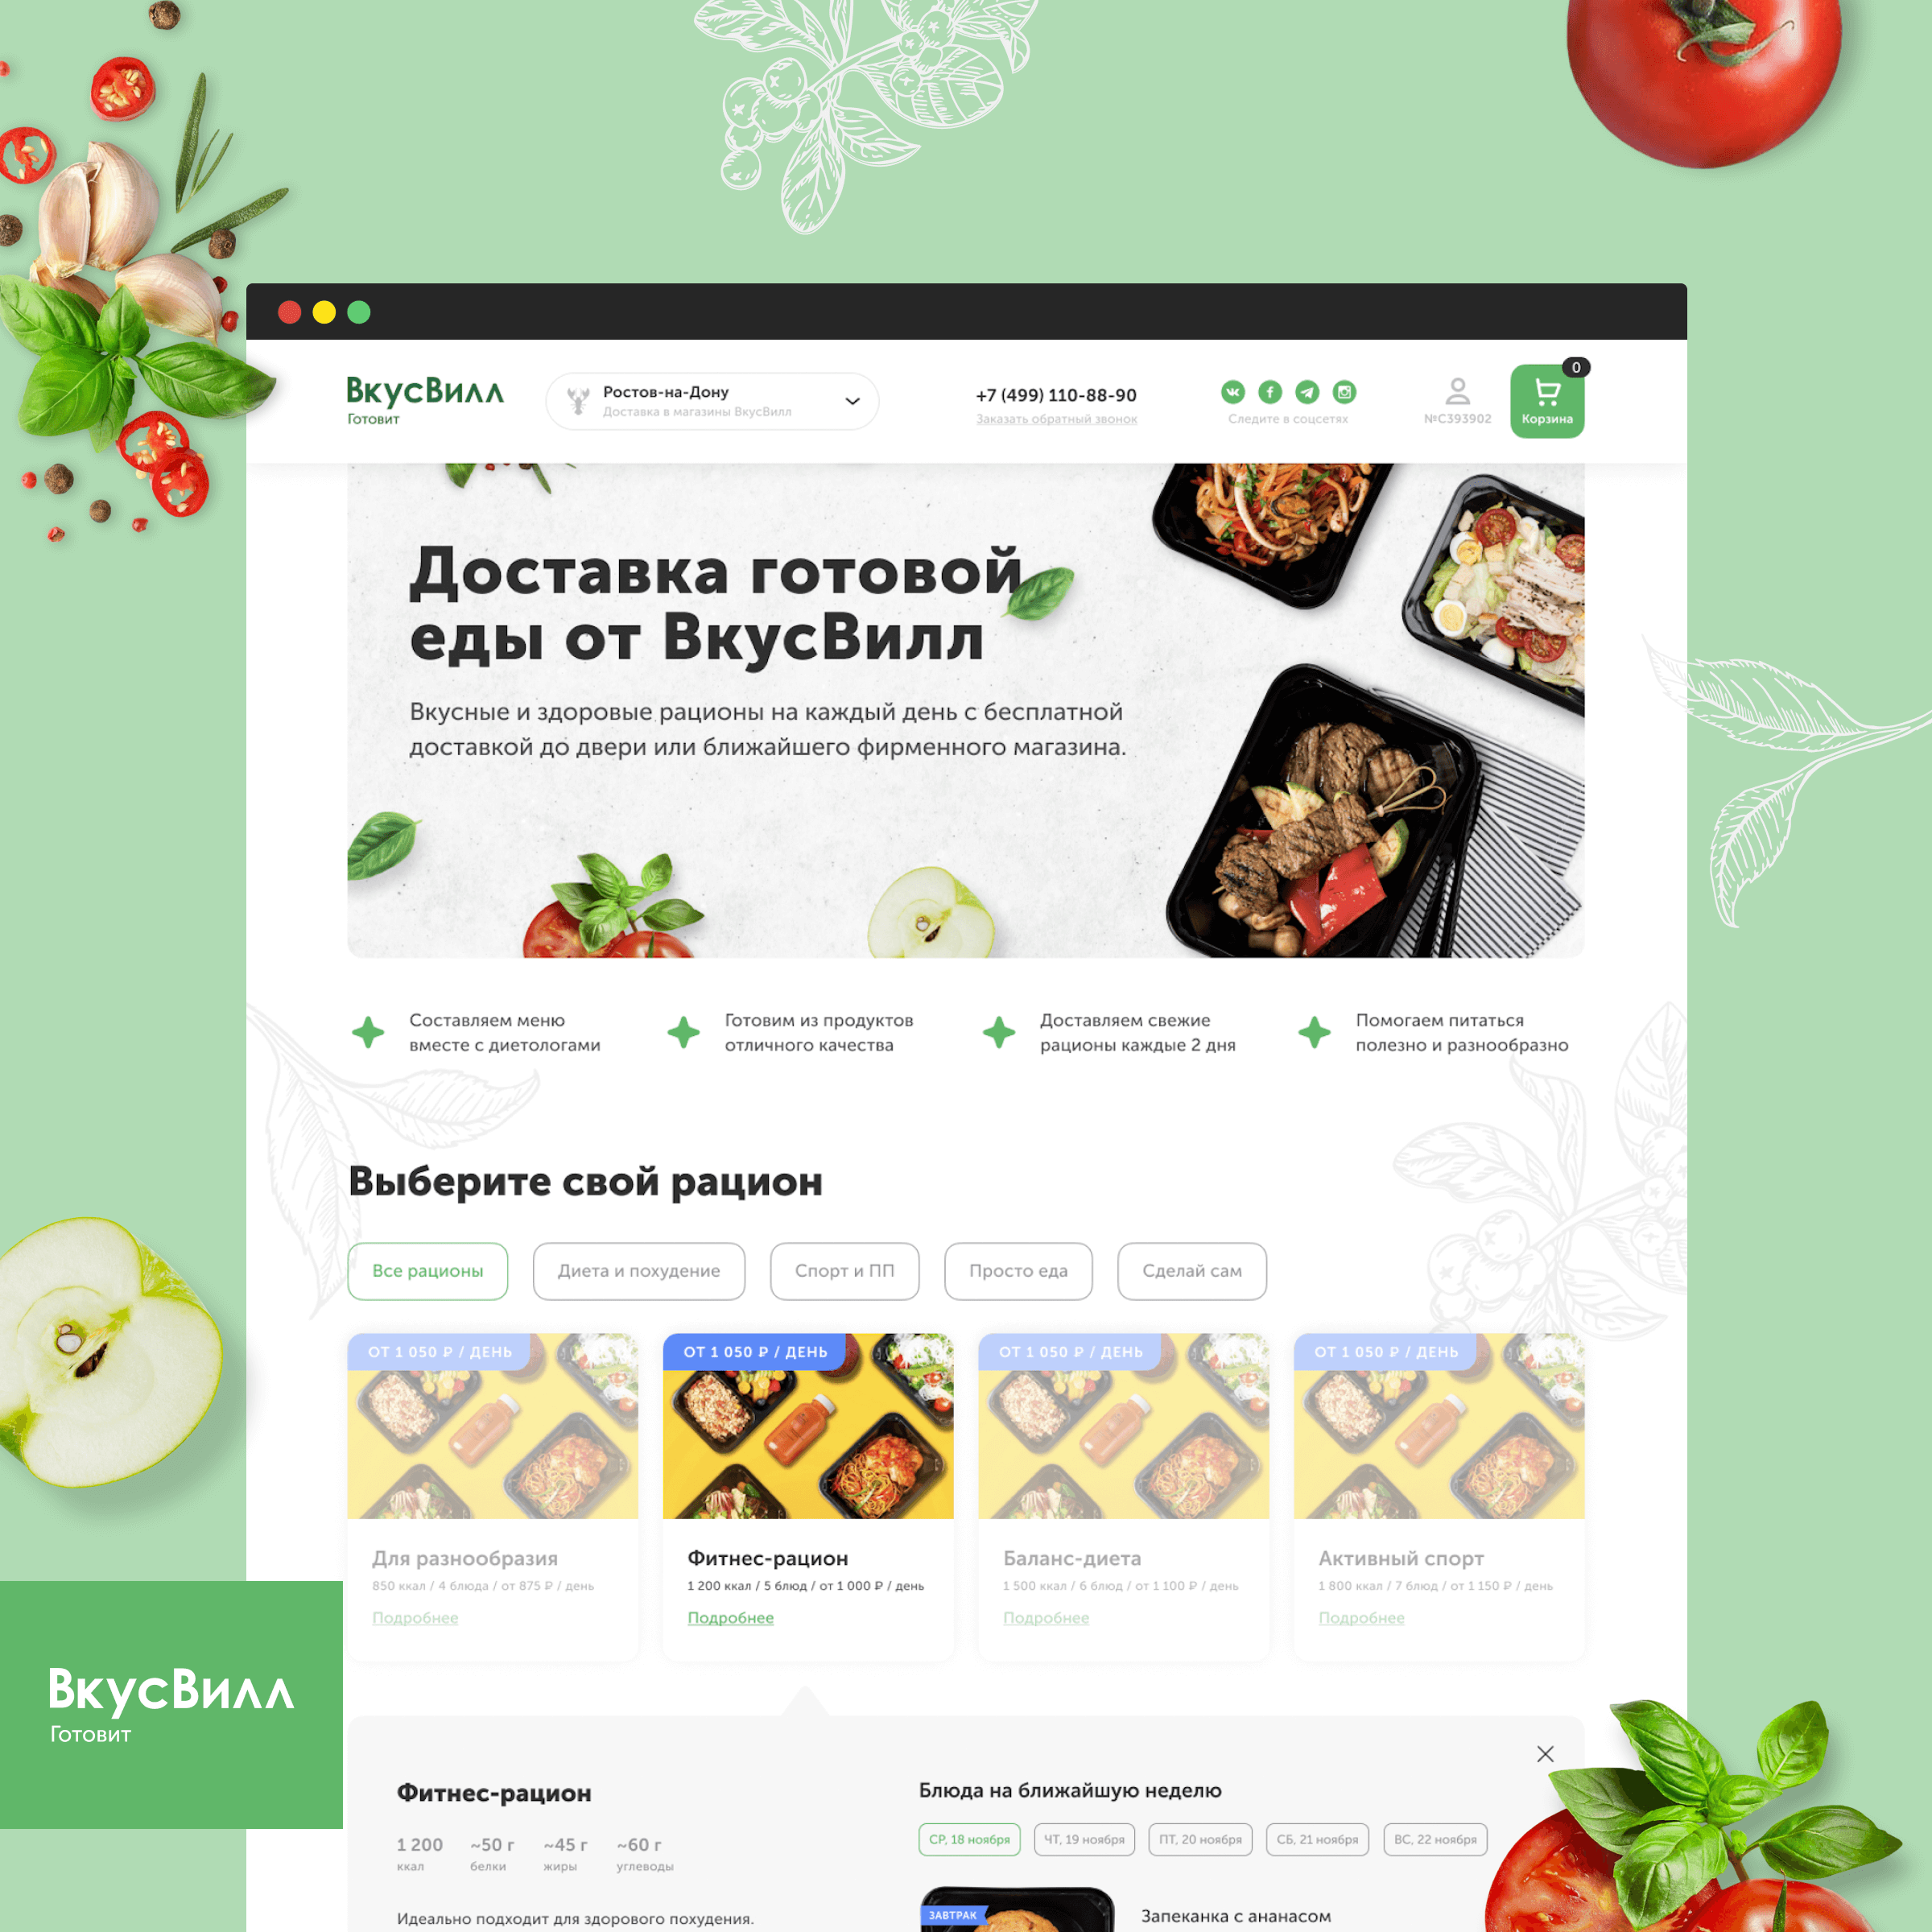 ВкусВилл
Готовит
Ростов-на-Дону
Доставка в магазины ВкусВилл
+7 (499) 110-88-90
Заказать обратный звонок
Следите в соцсетях
№С393902
0
Корзина
Доставка готовой
еды от ВкусВилл
Вкусные и здоровые рационы на каждый день с бесплатной
доставкой до двери или ближайшего фирменного магазина.
Составляем меню
вместе с диетологами
Готовим из продуктов
отличного качества
Доставляем свежие
рационы каждые 2 дня
Помогаем питаться
полезно и разнообразно
Выберите свой рацион
Все рационы
Диета и похудение
Спорт и ПП
Просто еда
Сделай сам
ОТ 1 050 ₽ / ДЕНЬ
Для разнообразия
850 ккал / 4 блюда / от 875 ₽ / день
Подробнее
ОТ 1 050 ₽ / ДЕНЬ
Фитнес-рацион
1 200 ккал / 5 блюд / от 1 000 ₽ / день
Подробнее
ОТ 1 050 ₽ / ДЕНЬ
Баланс-диета
1 500 ккал / 6 блюд / от 1 100 ₽ / день
Подробнее
ОТ 1 050 ₽ / ДЕНЬ
Активный спорт
1 800 ккал / 7 блюд / от 1 150 ₽ / день
Подробнее
ВкусВилл
Готовит
Фитнес-рацион
1 200 ~50 г ~45 г ~60 г
ккал белки жиры углеводы
Идеально подходит для здорового похудения.
Блюда на ближайшую неделю
СР, 18 ноября
ЧТ, 19 ноября
ПТ, 20 ноября
СБ, 21 ноября
ВС, 22 ноября
ЗАВТРАК
Запеканка с ананасом